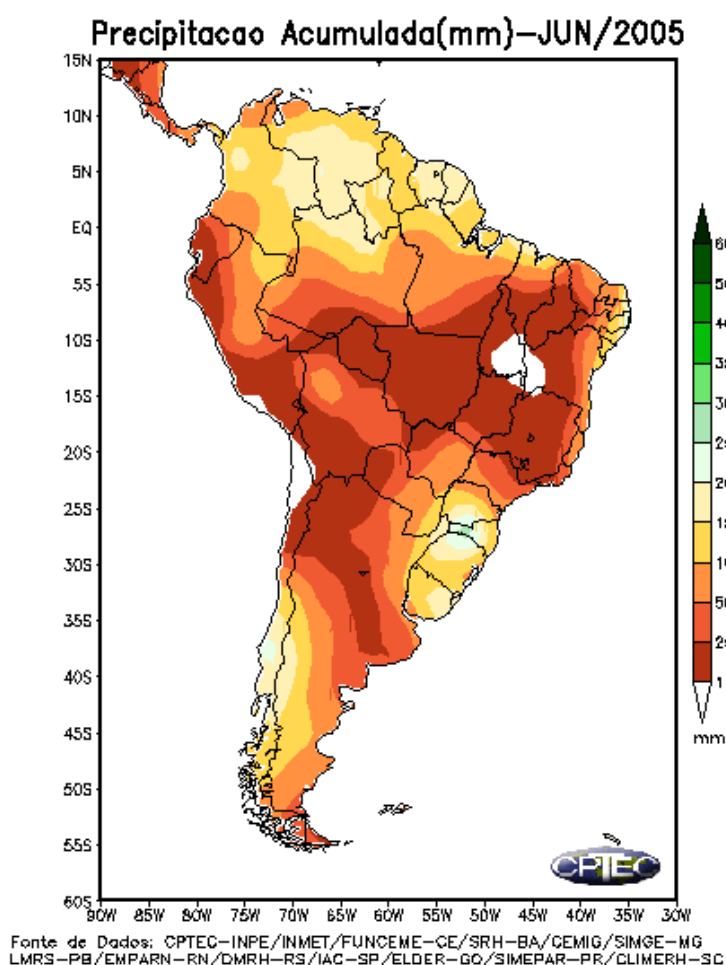 Precipitacao Acumulada(mm)-JUN/2005
15N
10N
5N
EQ
5S
10S
15S
20S
25S
30S
35S
40S
45S
50S
55S
60S
90W 85W 80W 75W 70W 65W 60W 55W 50W 45W 40W 35W 30W
50
1
mm
CPTEC
Fonte de Dados: CPTEC-INPE/INMET/FUNCEME-CE/SRH-BA/CEMIG/SIMGE-MG
LMRS-PB/EMPARN-RN/DMRH-RS/IAC-SP/ELDER-GO/SIMEPAR-PR/CLIMERH-SC